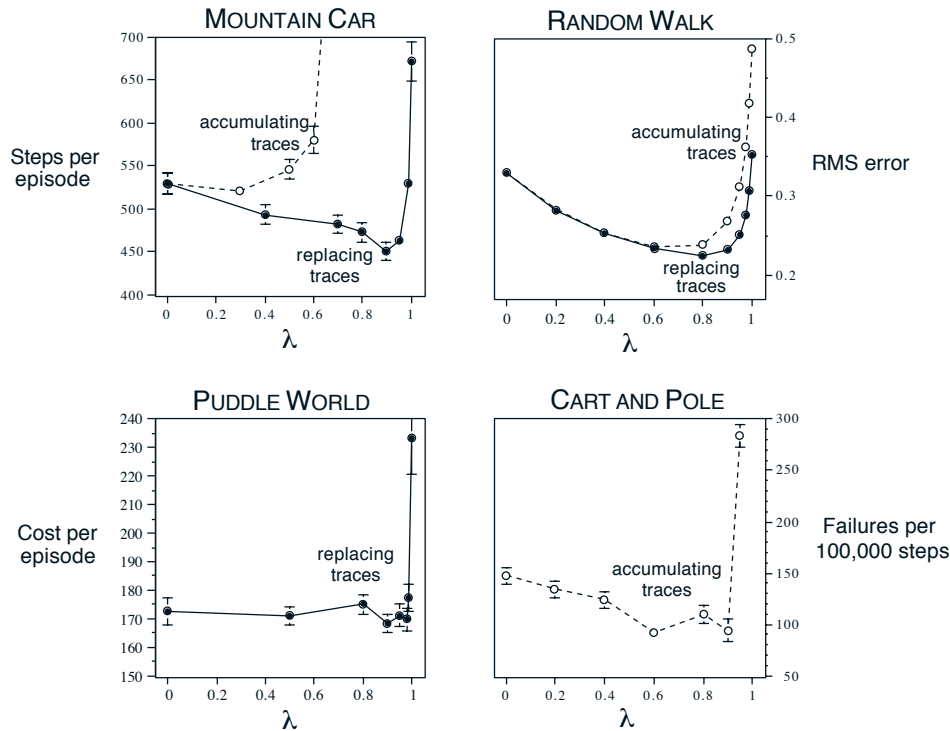 MOUNTAIN CAR
700
650
600
550
500
450
400
Steps per
episode
accumulating
traces
replacing
traces
0
0.2
0.4
0.6
0.8
1
λ
RANDOM WALK
0.5
0.4
0.3
0.2
RMS error
accumulating
traces
replacing
traces
0
0.2
0.4
0.6
0.8
1
λ
PUDDLE WORLD
240
230
220
210
200
190
180
170
160
150
Cost per
episode
replacing
traces
0
0.2
0.4
0.6
0.8
1
λ
CART AND POLE
300
250
200
150
100
50
Failures per
100,000 steps
accumulating
traces
0
0.2
0.4
0.6
0.8
1
λ